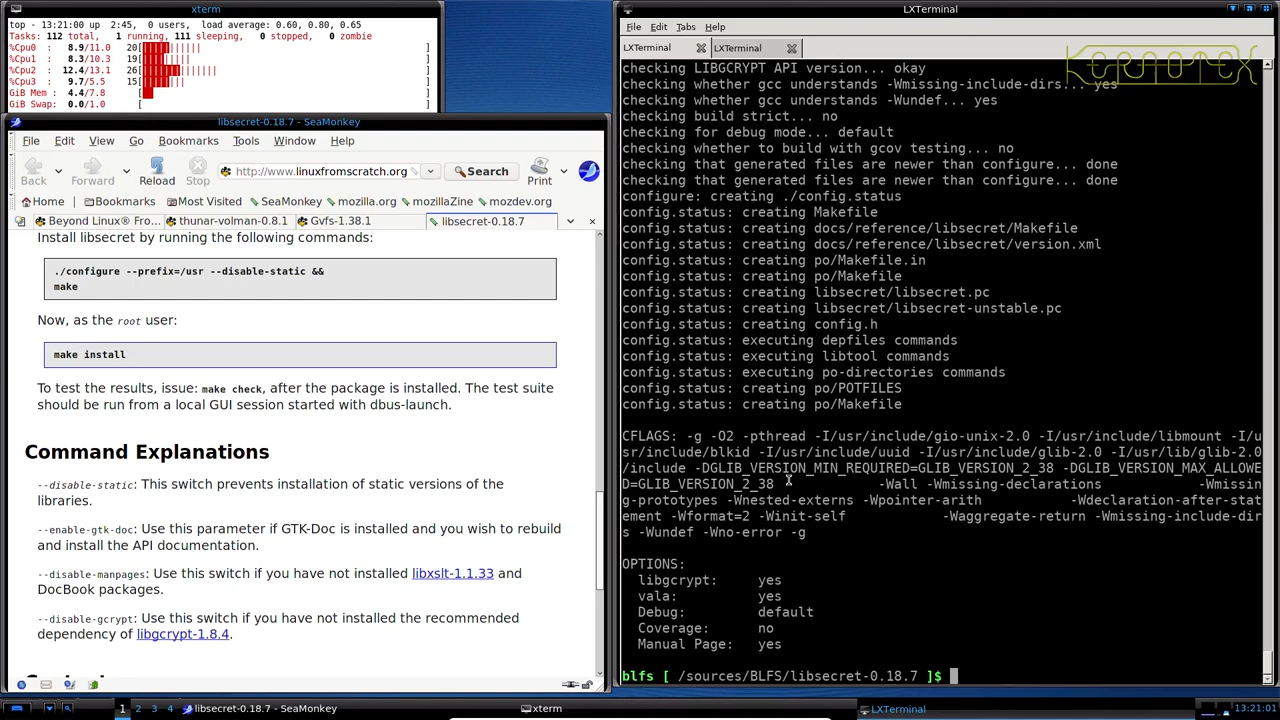 xterm
top - 13:21:00 up  2:45,  0 users,  load average: 0.60, 0.80, 0.65
Tasks: 112 total,   1 running, 111 sleeping,   0 stopped,   0 zombie
%Cpu0  :   8.9/11.0   20[||||||||||||||          ]
%Cpu1  :   8.3/10.3   19[||||||||||||          ]
%Cpu2  :  12.4/13.1   26[||||||||||||||||||          ]
%Cpu3  :   9.7/5.5    15[|||||||||||          ]
GiB Mem :   4.4/7.8      [          ]
GiB Swap:   0.0/1.0      [          ]
libsecret-0.18.7 - SeaMonkey
File Edit View Go Bookmarks Tools Window Help
Back Forward Reload Stop http://www.linuxfromscratch.org Search Print
Home Bookmarks Most Visited SeaMonkey mozilla.org mozillaZine mozdev.org
Beyond Linux® Fro... thunar-volman-0.8.1 Gvfs-1.38.1 libsecret-0.18.7
Install libsecret by running the following commands:
./configure --prefix=/usr --disable-static &&
make
Now, as the root user:
make install
To test the results, issue: make check, after the package is installed. The test suite
should be run from a local GUI session started with dbus-launch.
Command Explanations
--disable-static: This switch prevents installation of static versions of the
libraries.
--enable-gtk-doc: Use this parameter if GTK-Doc is installed and you wish to rebuild
and install the API documentation.
--disable-manpages: Use this switch if you have not installed libxslt-1.1.33 and
DocBook packages.
--disable-gcrypt: Use this switch if you have not installed the recommended
dependency of libgcrypt-1.8.4.
LXTerminal
File Edit Tabs Help
LXTerminal LXTerminal
KERNOTEX
checking LIBGCRYPT API version... okay
checking whether gcc understands -Wmissing-include-dirs... yes
checking whether gcc understands -Wundef... yes
checking build strict... no
checking for debug mode... default
checking whether to build with gcov testing... no
checking that generated files are newer than configure... done
checking that generated files are newer than configure... done
configure: creating ./config.status
config.status: creating Makefile
config.status: creating docs/reference/libsecret/Makefile
config.status: creating docs/reference/libsecret/version.xml
config.status: creating po/Makefile.in
config.status: creating po/Makefile
config.status: creating libsecret/libsecret.pc
config.status: creating libsecret/libsecret-unstable.pc
config.status: creating config.h
config.status: executing depfiles commands
config.status: executing libtool commands
config.status: executing po-directories commands
config.status: creating po/POTFILES
config.status: creating po/Makefile
CFLAGS: -g -O2 -pthread -I/usr/include/gio-unix-2.0 -I/usr/include/libmount -I/u
sr/include/blkid -I/usr/include/uuid -I/usr/include/glib-2.0 -I/usr/lib/glib-2.0
/include -DGLIB_VERSION_MIN_REQUIRED=GLIB_VERSION_2_38 -DGLIB_VERSION_MAX_ALLOWE
D=GLIB_VERSION_2_38             -Wall -Wmissing-declarations            -Wmissin
g-prototypes -Wnested-externs -Wpointer-arith           -Wdeclaration-after-stat
ement -Wformat=2 -Winit-self            -Waggregate-return -Wmissing-include-dir
s -Wundef -Wno-error -g
OPTIONS:
libgcrypt:     yes
vala:          yes
Debug:         default
Coverage:      no
Manual Page:   yes
blfs [ /sources/BLFS/libsecret-0.18.7 ]$
1 2 3 4 libsecret-0.18.7 - SeaMonkey xterm LXTerminal 13:21:01